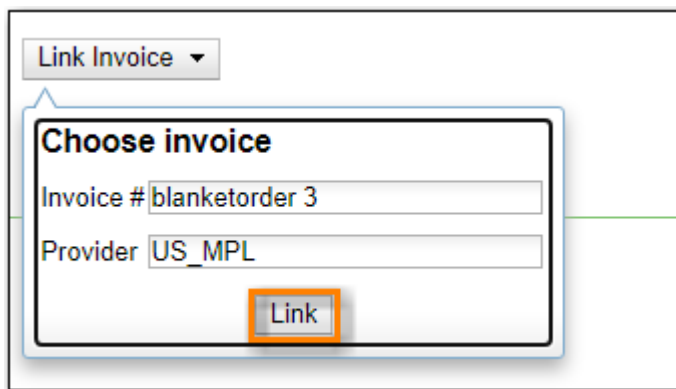 Link Invoice
Choose invoice
Invoice # blanketorder 3
Provider US_MPL
Link